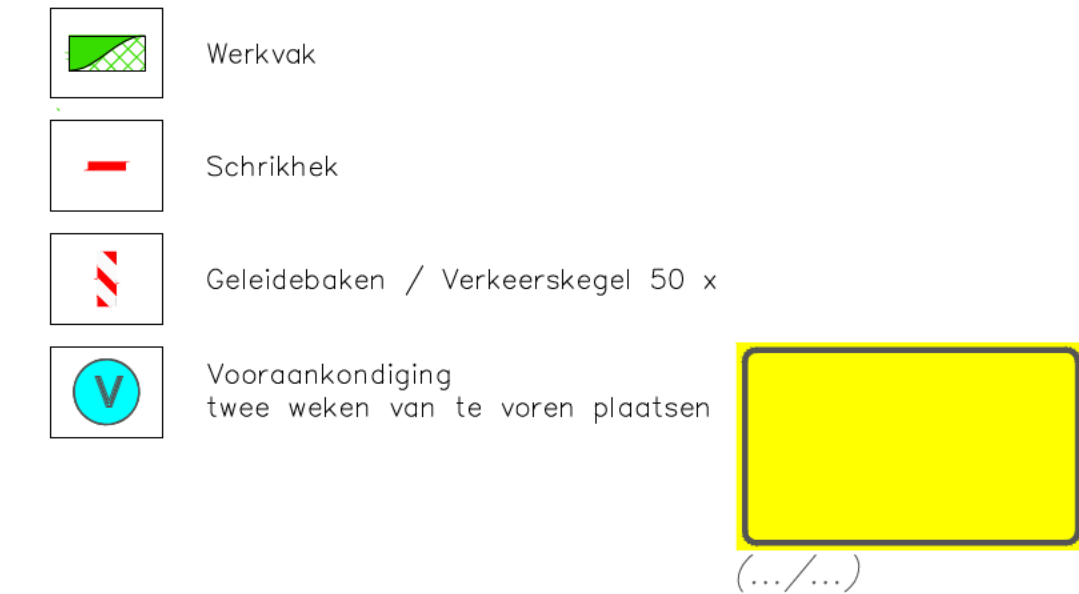 Werkvak
Schrikhek
Geleidebaken / Verkeerskegel 50 x
V
Vooraankondiging
twee weken van te voren plaatsen
(.../...)